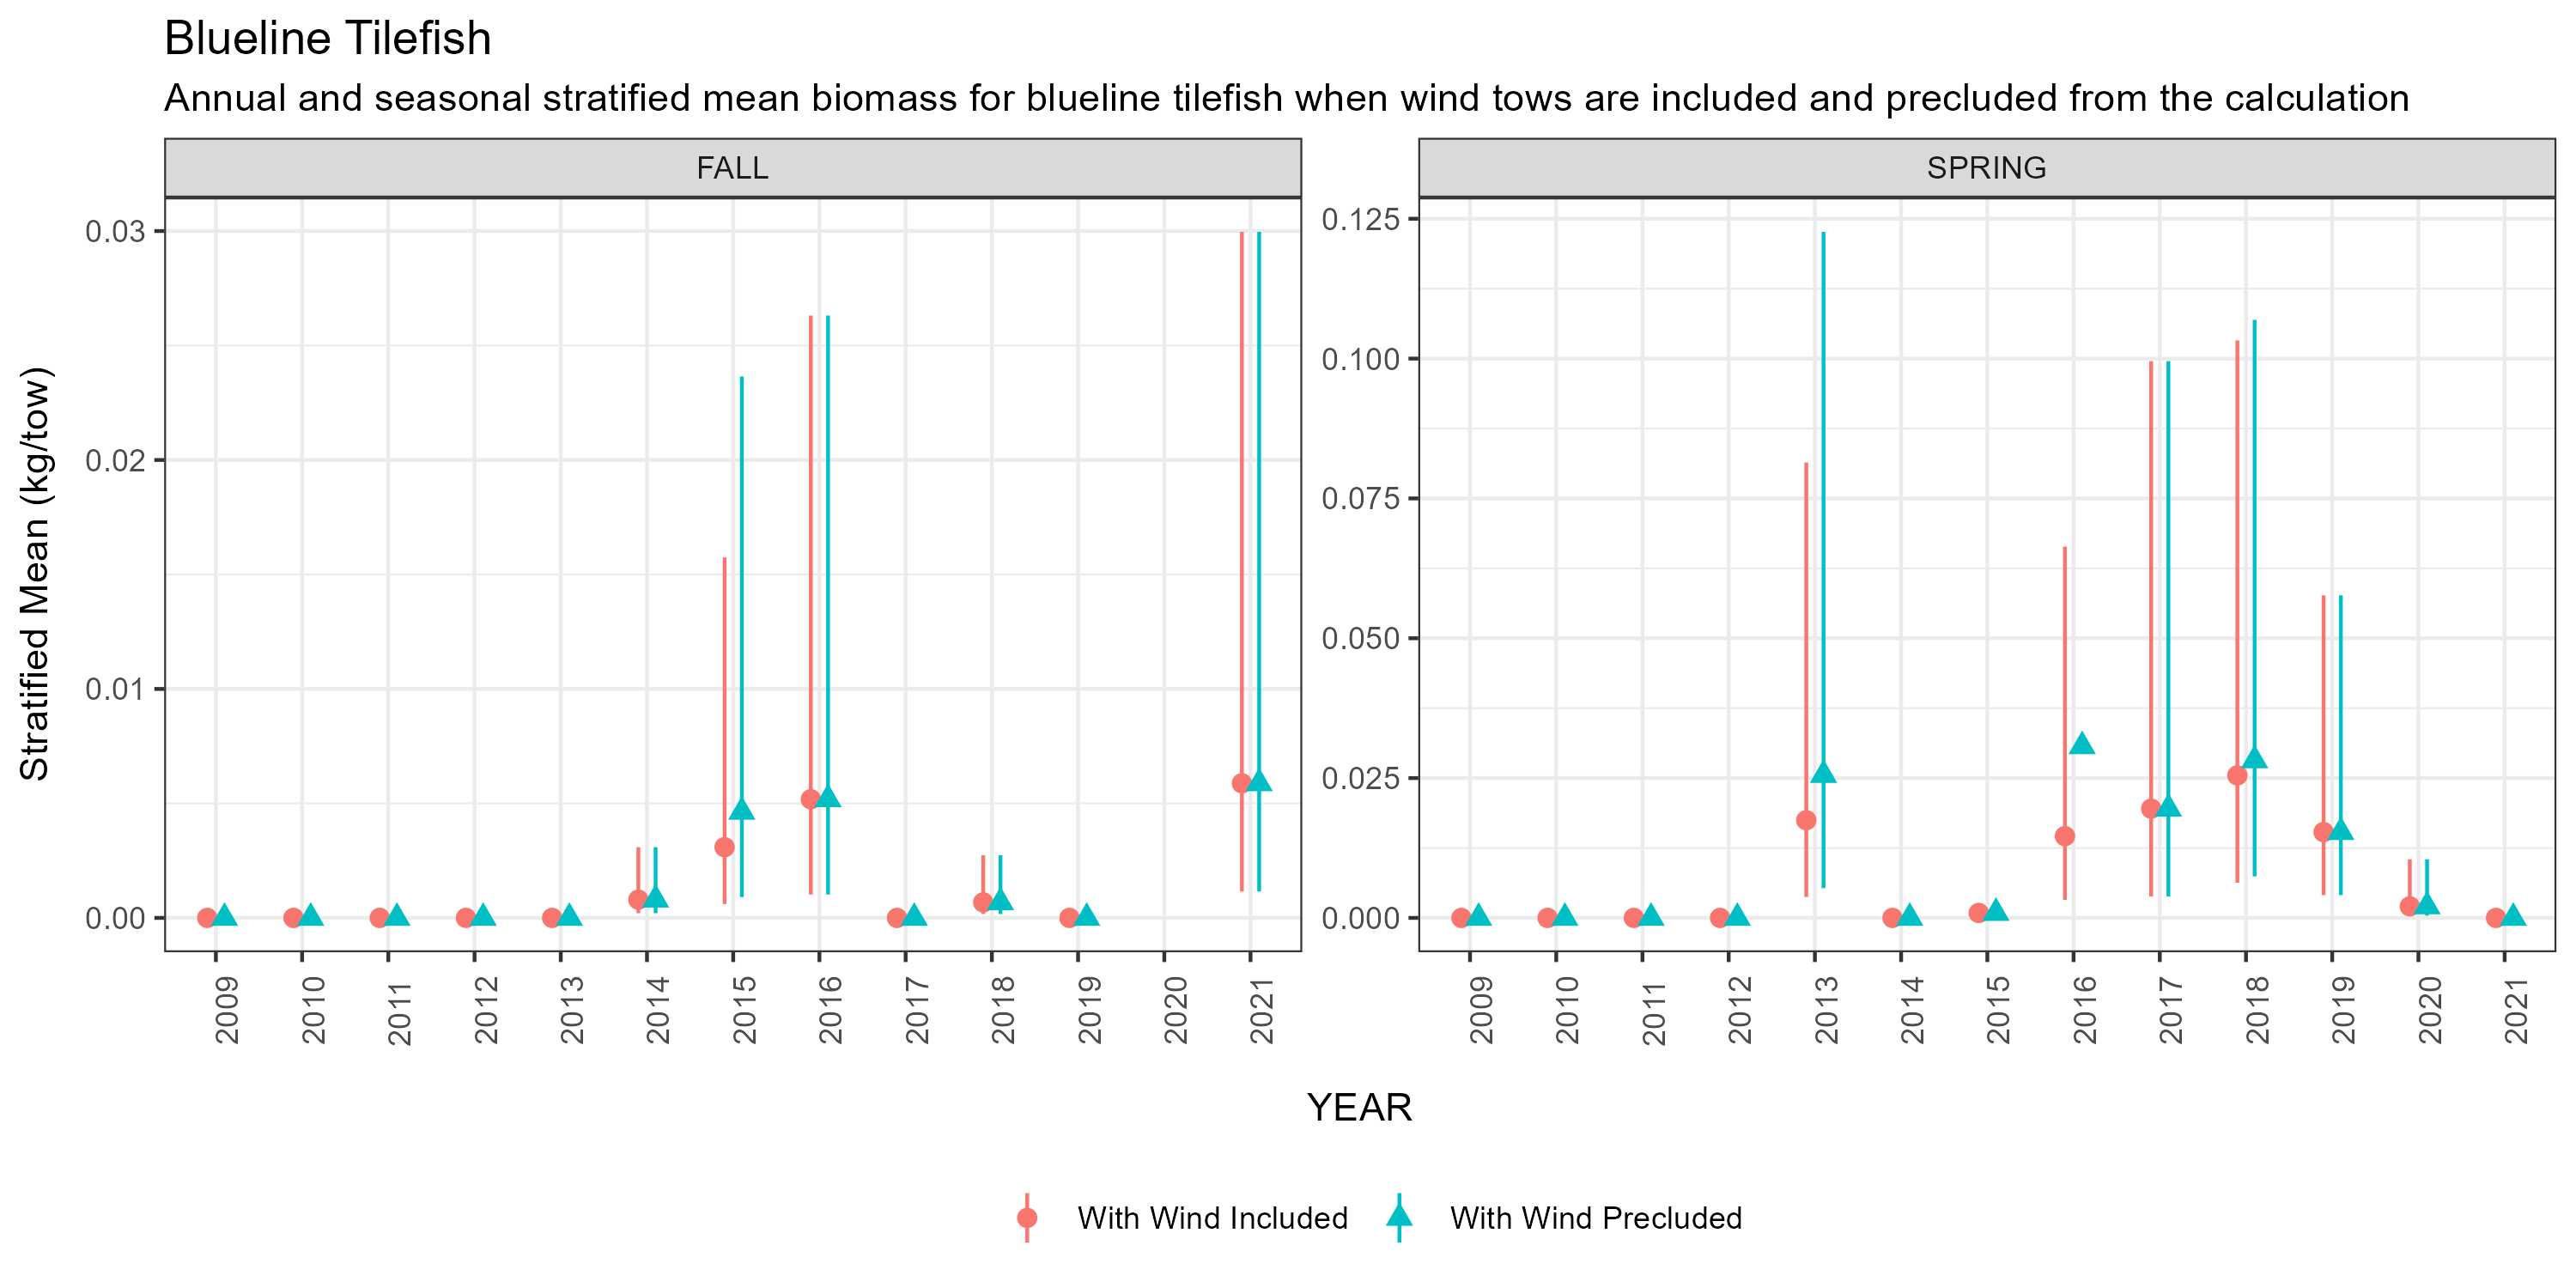 Blueline Tilefish
Annual and seasonal stratified mean biomass for blueline tilefish when wind tows are included and precluded from the calculation
FALL
SPRING
Stratified Mean (kg/tow)
0.03
0.02
0.01
0.00
0.125
0.100
0.075
0.050
0.025
0.000
2009 2010 2011 2012 2013 2014 2015 2016 2017 2018 2019 2020 2021
2009 2010 2011 2012 2013 2014 2015 2016 2017 2018 2019 2020 2021
YEAR
With Wind Included
With Wind Precluded